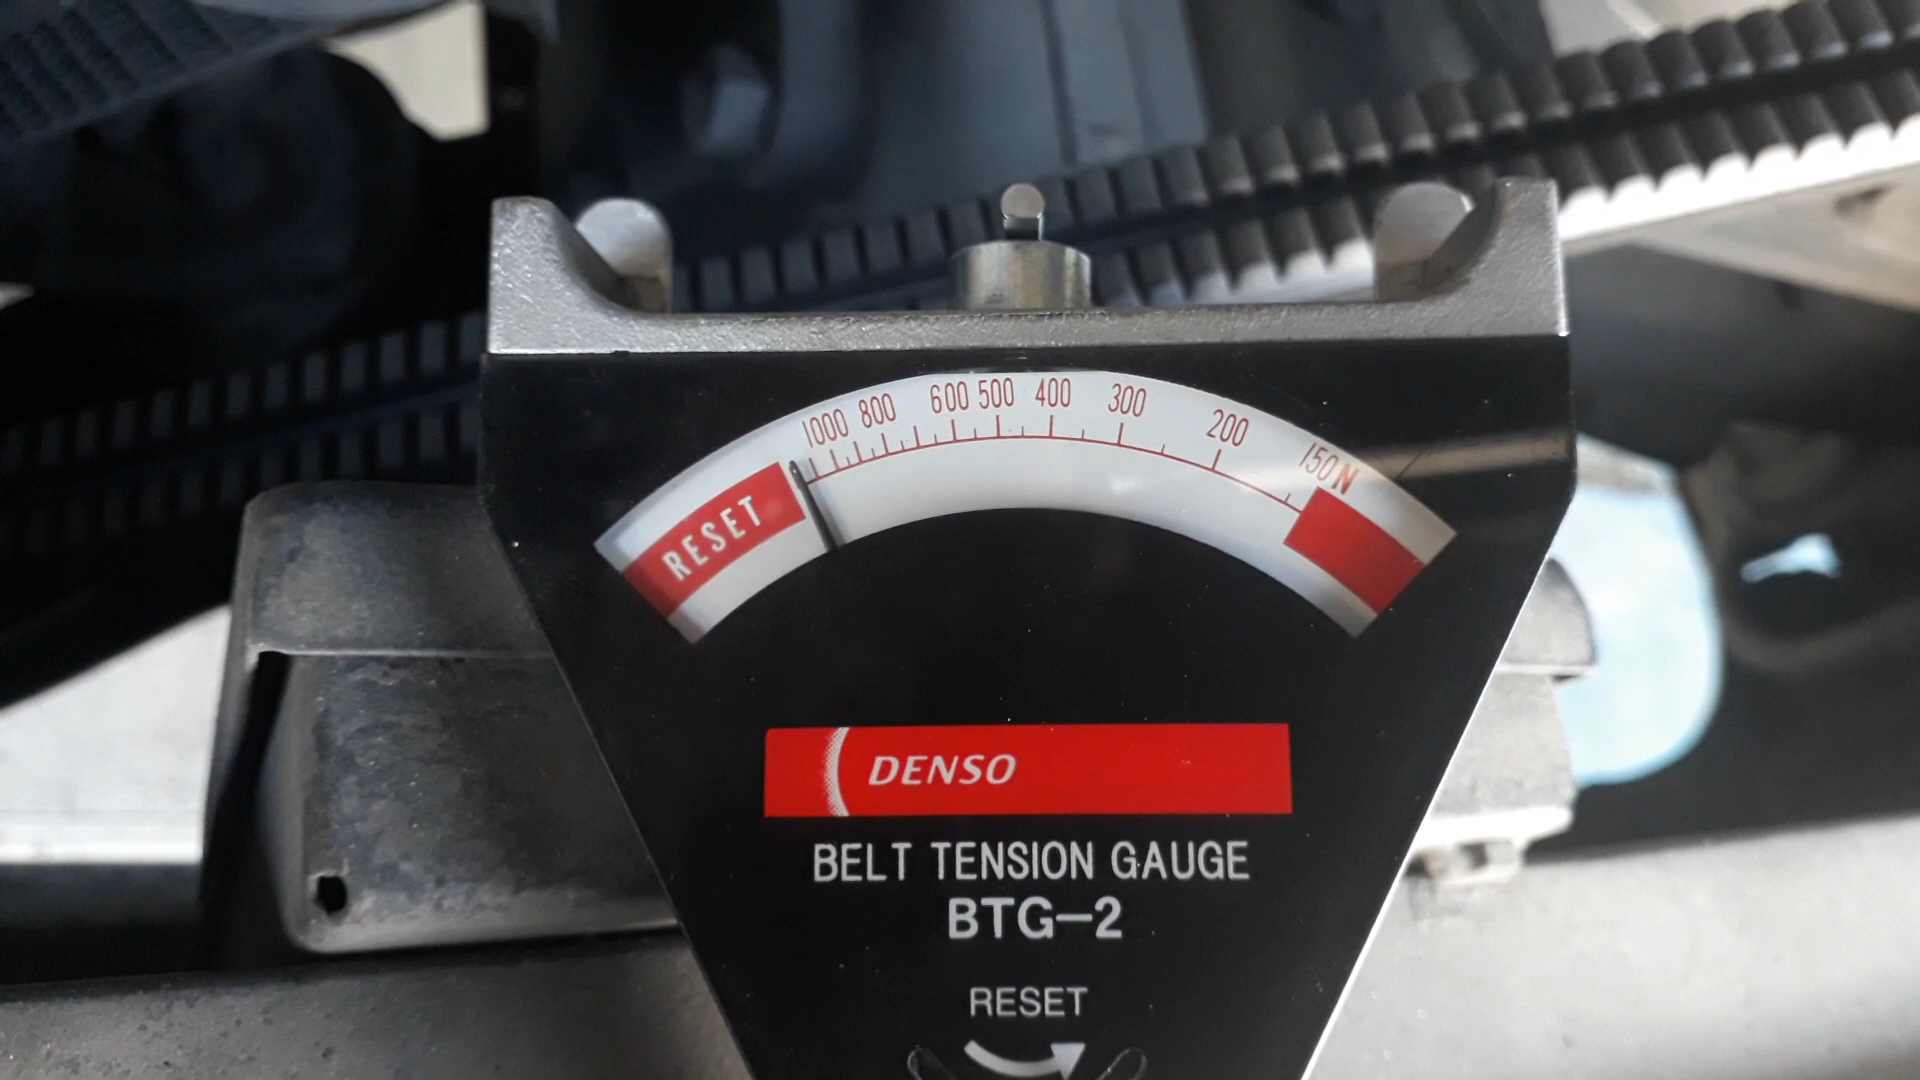 1000 800 600 500 400 300 200 150N
RESET
DENSO
BELT TENSION GAUGE
BTG-2
RESET